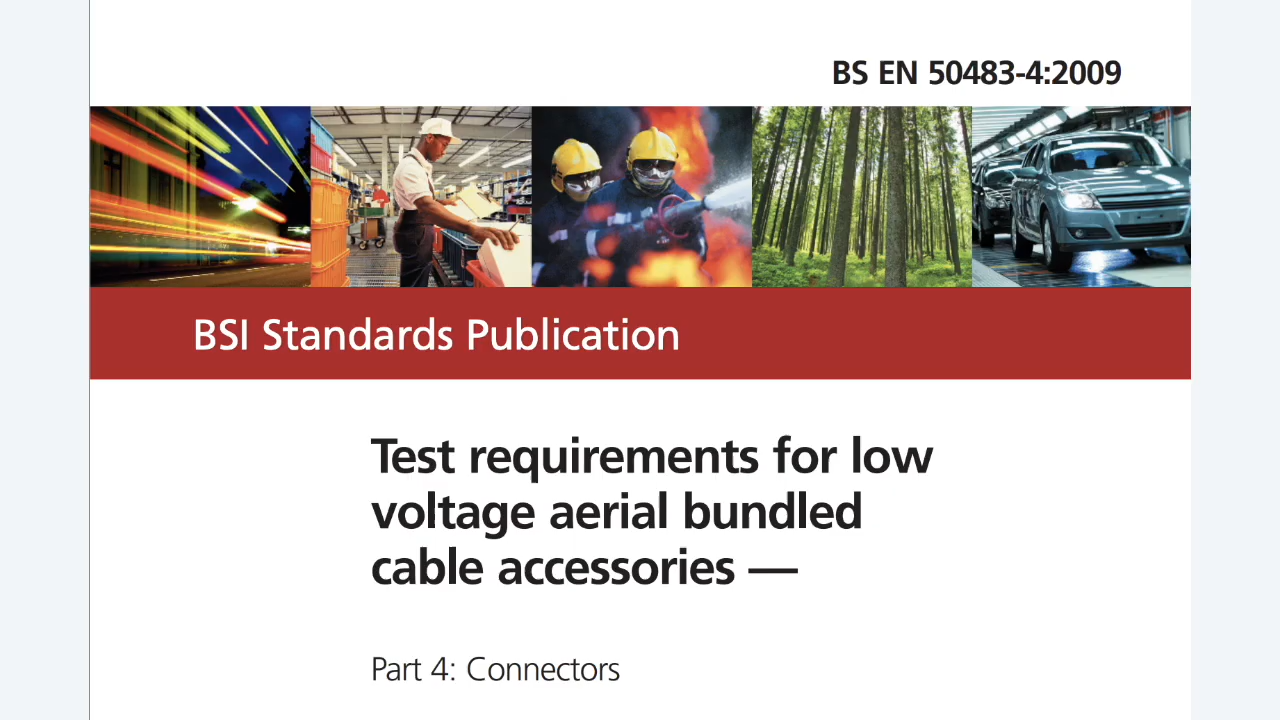 BS EN 50483-4:2009
BSI Standards Publication
Test requirements for low
voltage aerial bundled
cable accessories —
Part 4: Connectors